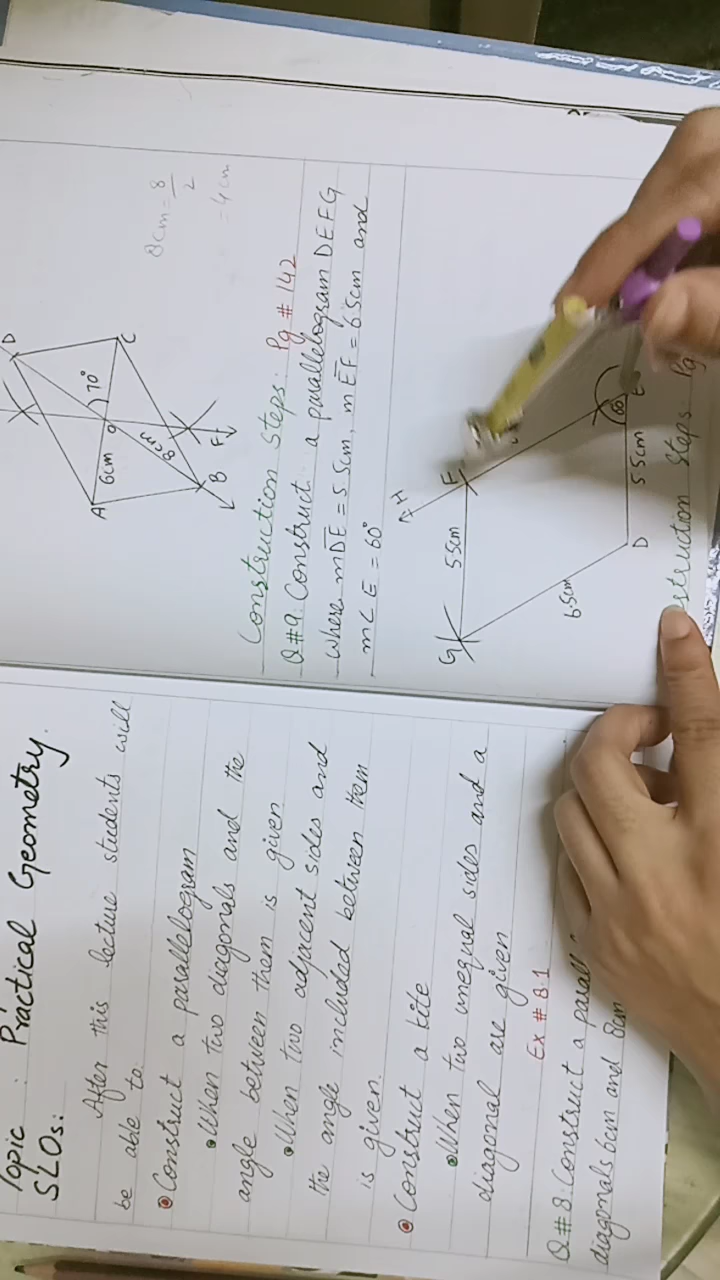 Topic : Practical Geometry.
SLOs:
After this lecture students will
be able to
Construct a parallelogram
When two diagonals and the
angle between them is given
When two adjacent sides and
the angle included between them
is given.
Construct a kite
When two unequal sides and a
diagonal are given
Ex # 8.1
Q # 8: Construct a parall
diagonals 6cm and 8cm
D
C
70°
O
6cm
8cm
A
B
8cm = 8/2
= 4cm
Construction Steps: Pg # 142
Q # 9: Construct a parallelogram DEFG
where mDE = 5.5cm, mEF = 6.5cm and
m∠E = 60°
H
F
5.5cm
G
60°
E
5.5cm
D
6.5cm
struction Steps Pg